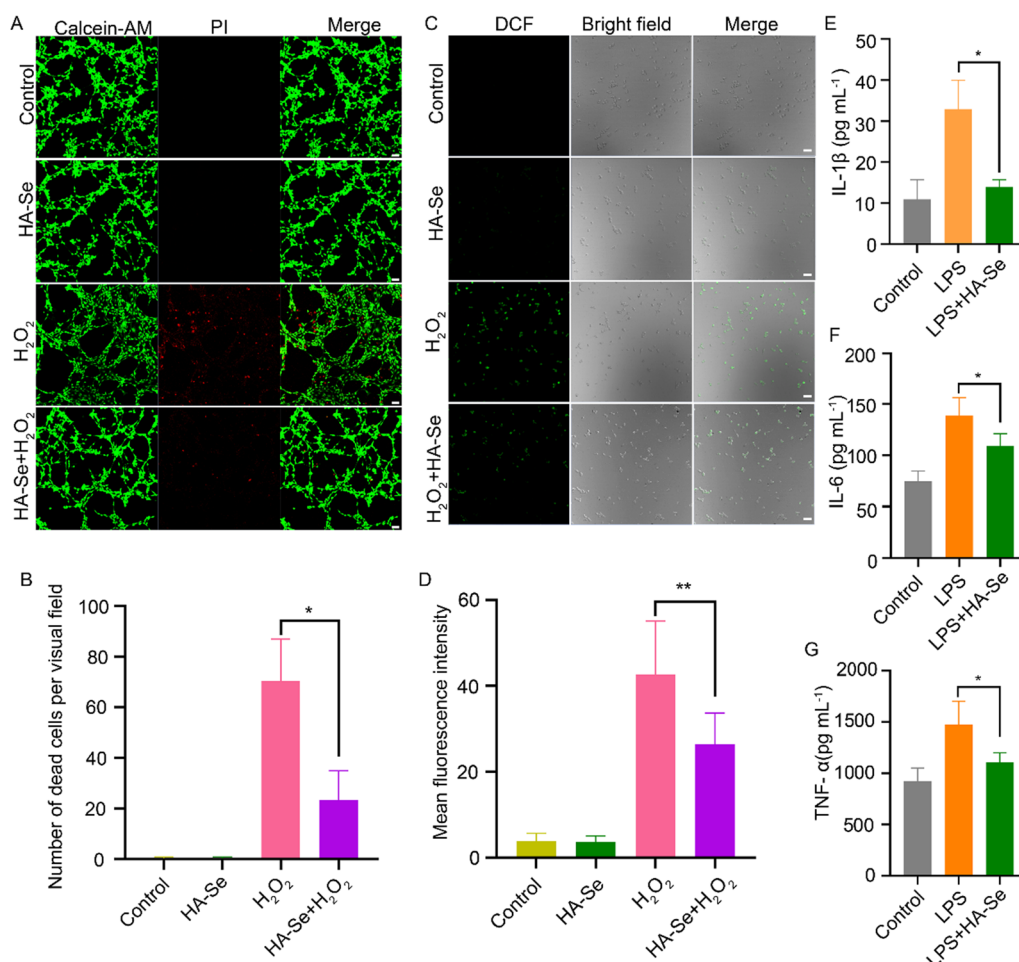 A
Calcein-AM PI Merge
Control
HA-Se
H₂O₂
HA-Se+H₂O₂
B
Number of dead cells per visual field
100
80
60
40
20
0
*
Control HA-Se H₂O₂ HA-Se+H₂O₂
C
DCF Bright field Merge
Control
HA-Se
H₂O₂
H₂O₂+HA-Se
D
Mean fluorescence intensity
60
40
20
0
**
Control HA-Se H₂O₂ HA-Se+H₂O₂
E
IL-1β (pg mL⁻¹)
50
40
30
20
10
0
*
Control LPS LPS+HA-Se
F
IL-6 (pg mL⁻¹)
200
150
100
50
0
*
Control LPS LPS+HA-Se
G
TNF- α(pg mL⁻¹)
2000
1500
1000
500
0
*
Control LPS LPS+HA-Se